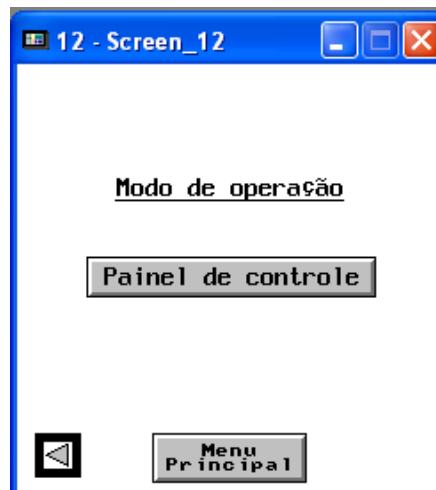 12 - Screen_12
Modo de operação
Painel de controle
Menu
Principal